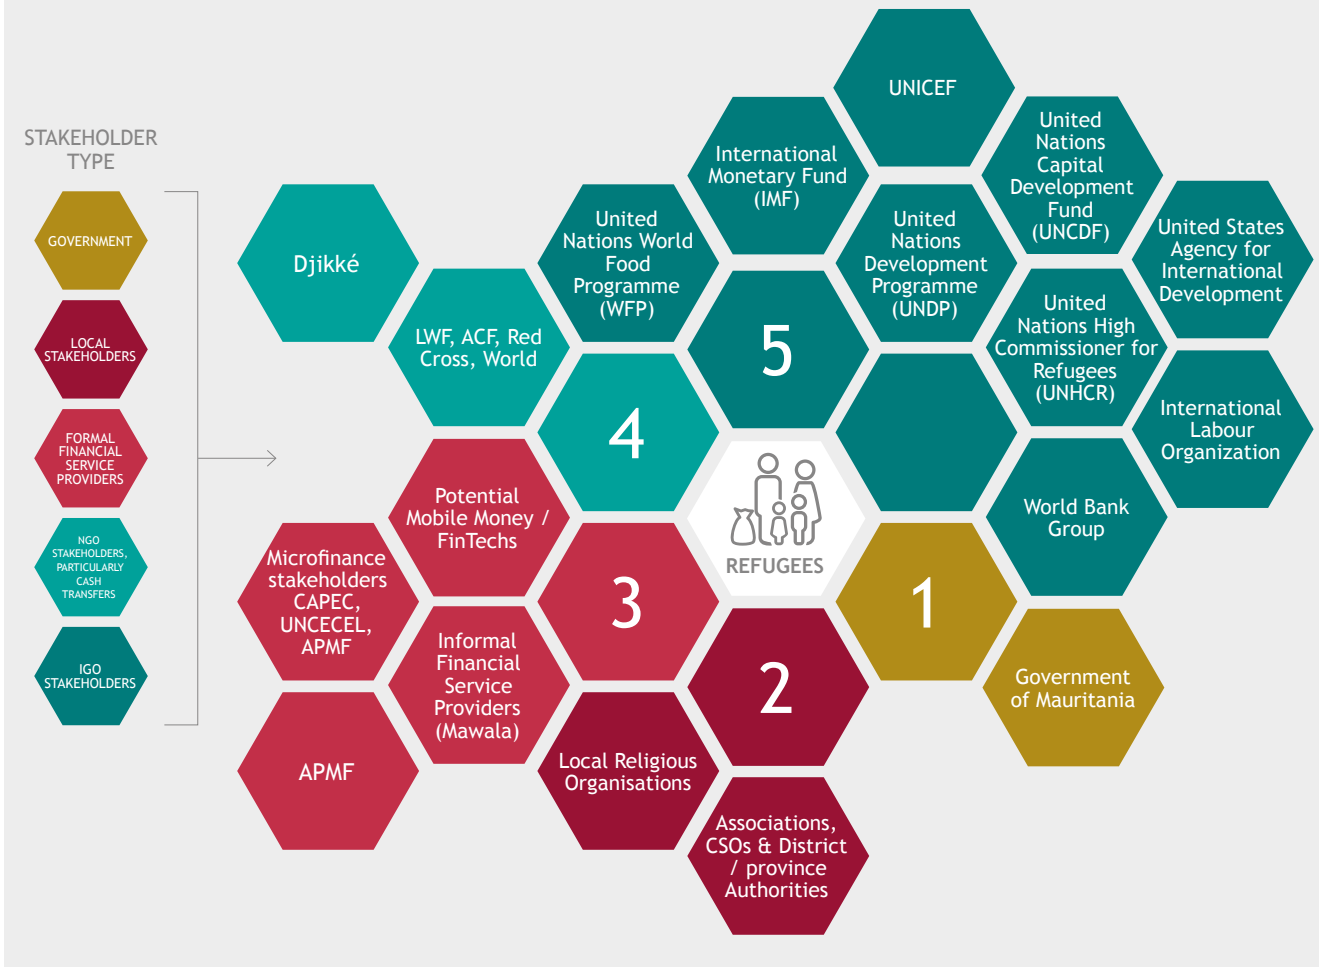 STAKEHOLDER
TYPE
GOVERNMENT
LOCAL
STAKEHOLDERS
FORMAL
FINANCIAL
SERVICE
PROVIDERS
NGO
STAKEHOLDERS,
PARTICULARLY
CASH
TRANSFERS
IGO
STAKEHOLDERS
UNICEF
International
Monetary Fund
(IMF)
United
Nations
Capital
Development
Fund
(UNCDF)
United
Nations World
Food
Programme
(WFP)
United
Nations
Development
Programme
(UNDP)
United States
Agency for
International
Development
Djikké
LWF, ACF, Red
Cross, World
5
United
Nations High
Commissioner for
Refugees
(UNHCR)
International
Labour
Organization
4
Potential
Mobile Money /
FinTechs
REFUGEES
World Bank
Group
Microfinance
stakeholders
CAPEC,
UNCECEL,
APMF
3
1
Informal
Financial
Service
Providers
(Mawala)
2
Government
of Mauritania
APMF
Local Religious
Organisations
Associations,
CSOs & District
/ province
Authorities